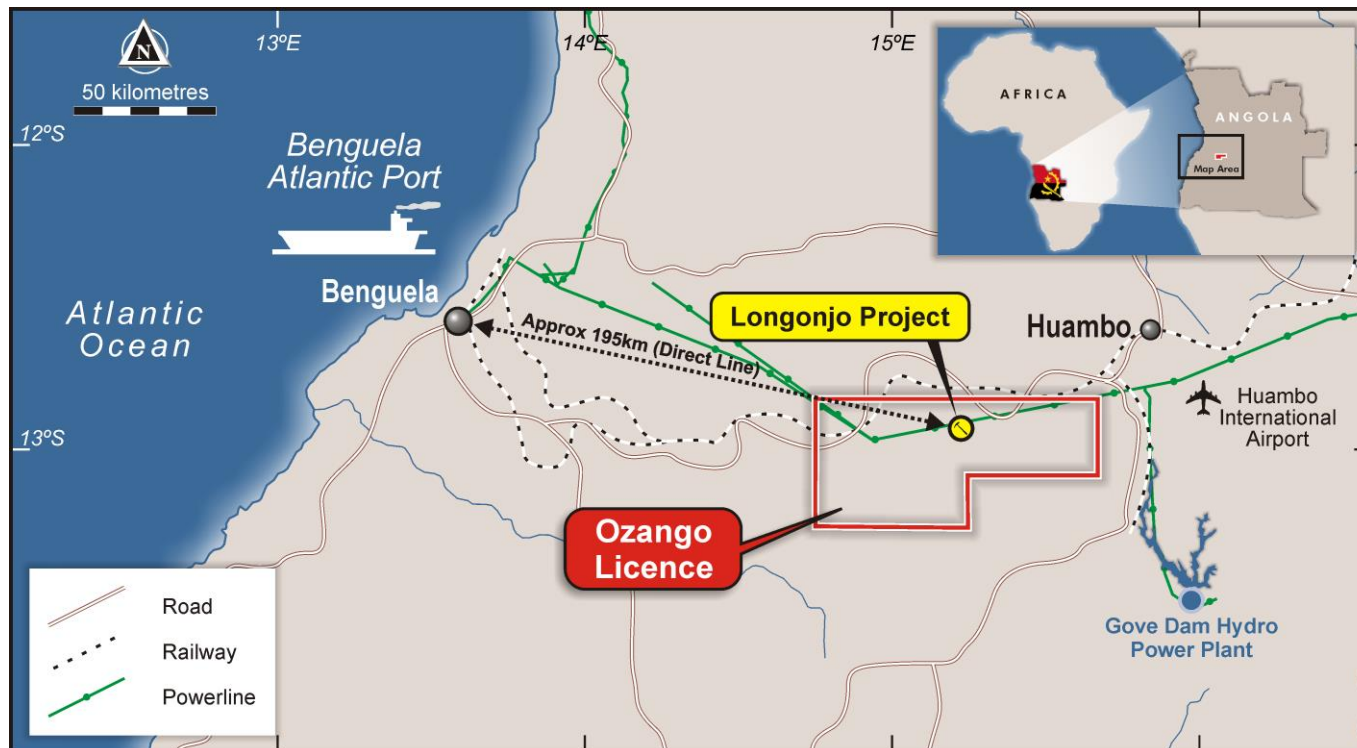 13ºE
14ºE
15ºE
N
50 kilometres
12ºS
13ºS
Benguela
Atlantic Port
Benguela
Atlantic
Ocean
Approx 195km (Direct Line)
Longonjo Project
Huambo
Huambo
International
Airport
Ozango
Licence
Gove Dam Hydro
Power Plant
AFRICA
ANGOLA
Map Area
Road
Railway
Powerline